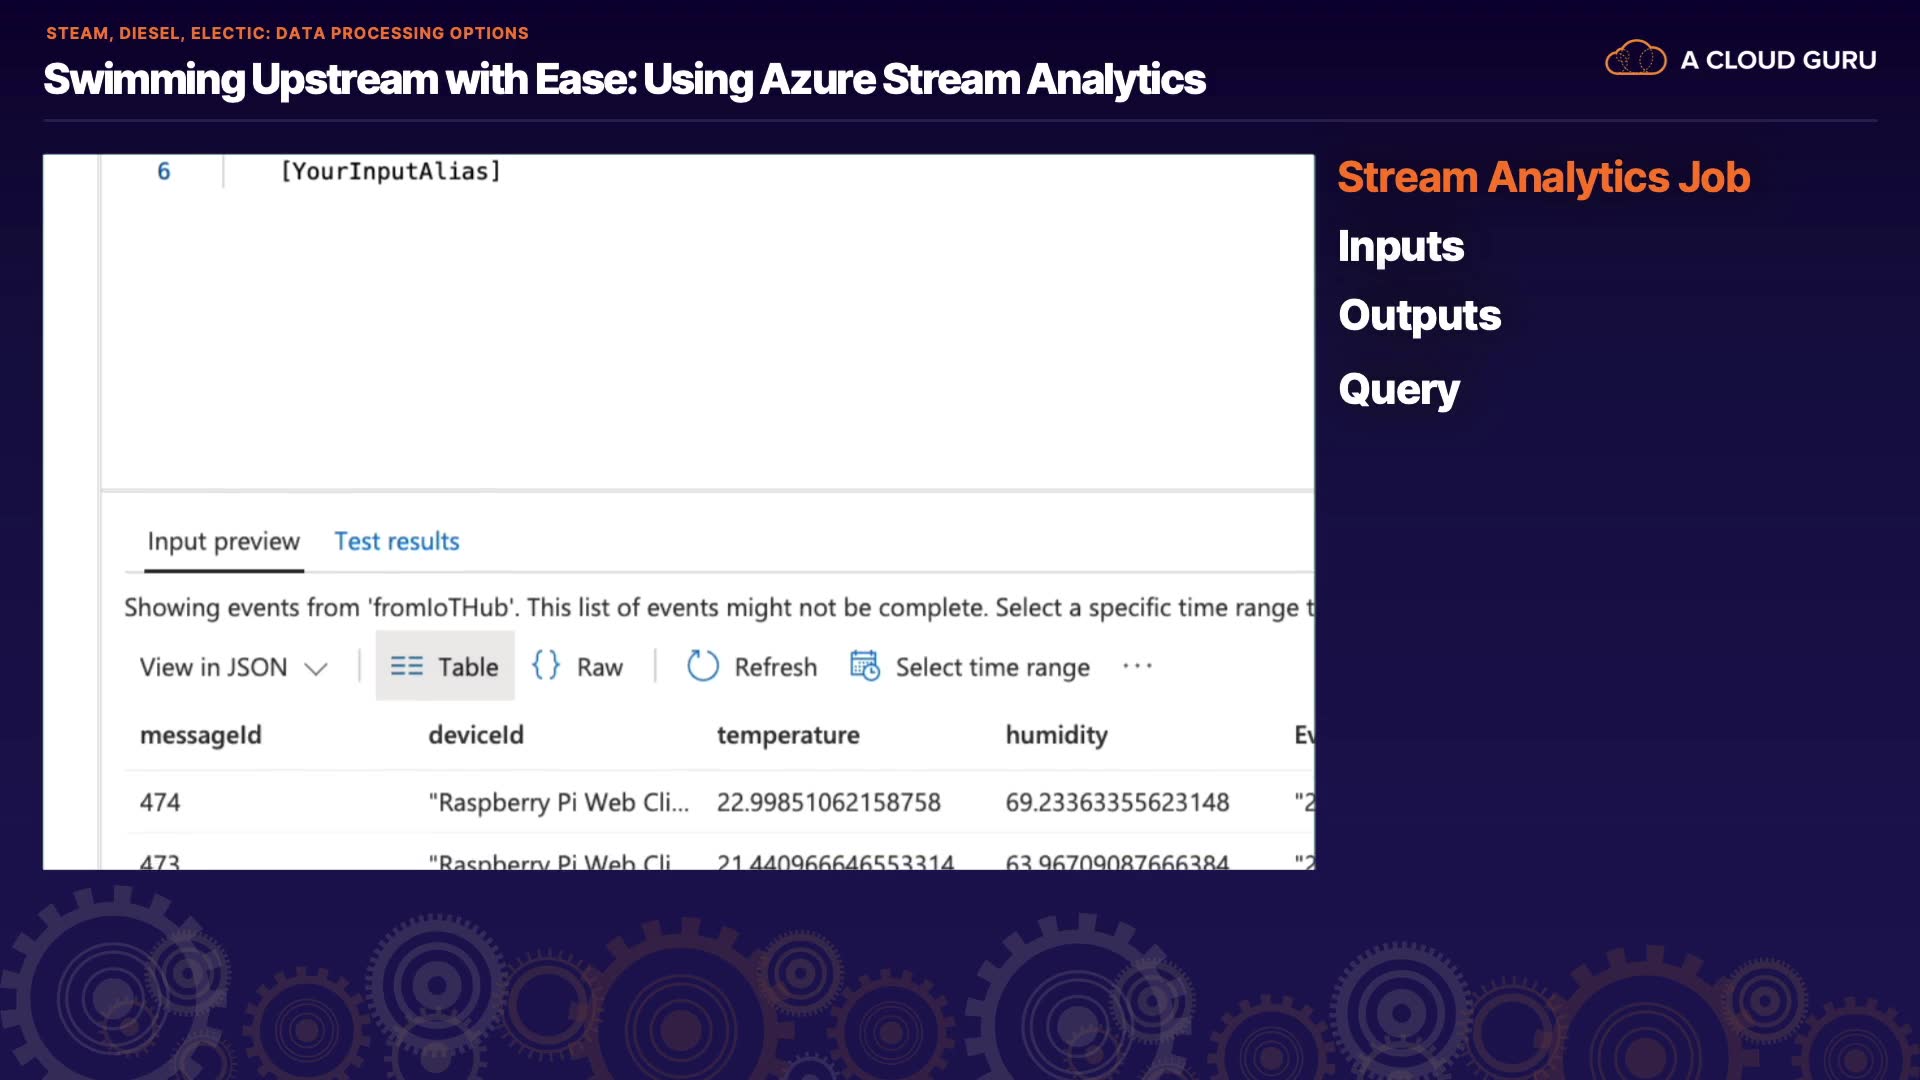 STEAM, DIESEL, ELECTIC: DATA PROCESSING OPTIONS
Swimming Upstream with Ease: Using Azure Stream Analytics
A CLOUD GURU
6 [YourInputAlias]
Input preview Test results
Showing events from 'fromIoTHub'. This list of events might not be complete. Select a specific time range t
View in JSON Table {} Raw Refresh Select time range ...
messageId deviceId temperature humidity Ev
474 "Raspberry Pi Web Cli... 22.99851062158758 69.23363355623148 "2
473 "Raspberry Pi Web Cli 21.440966646553314 63.96709087666384 "2
Stream Analytics Job
Inputs
Outputs
Query